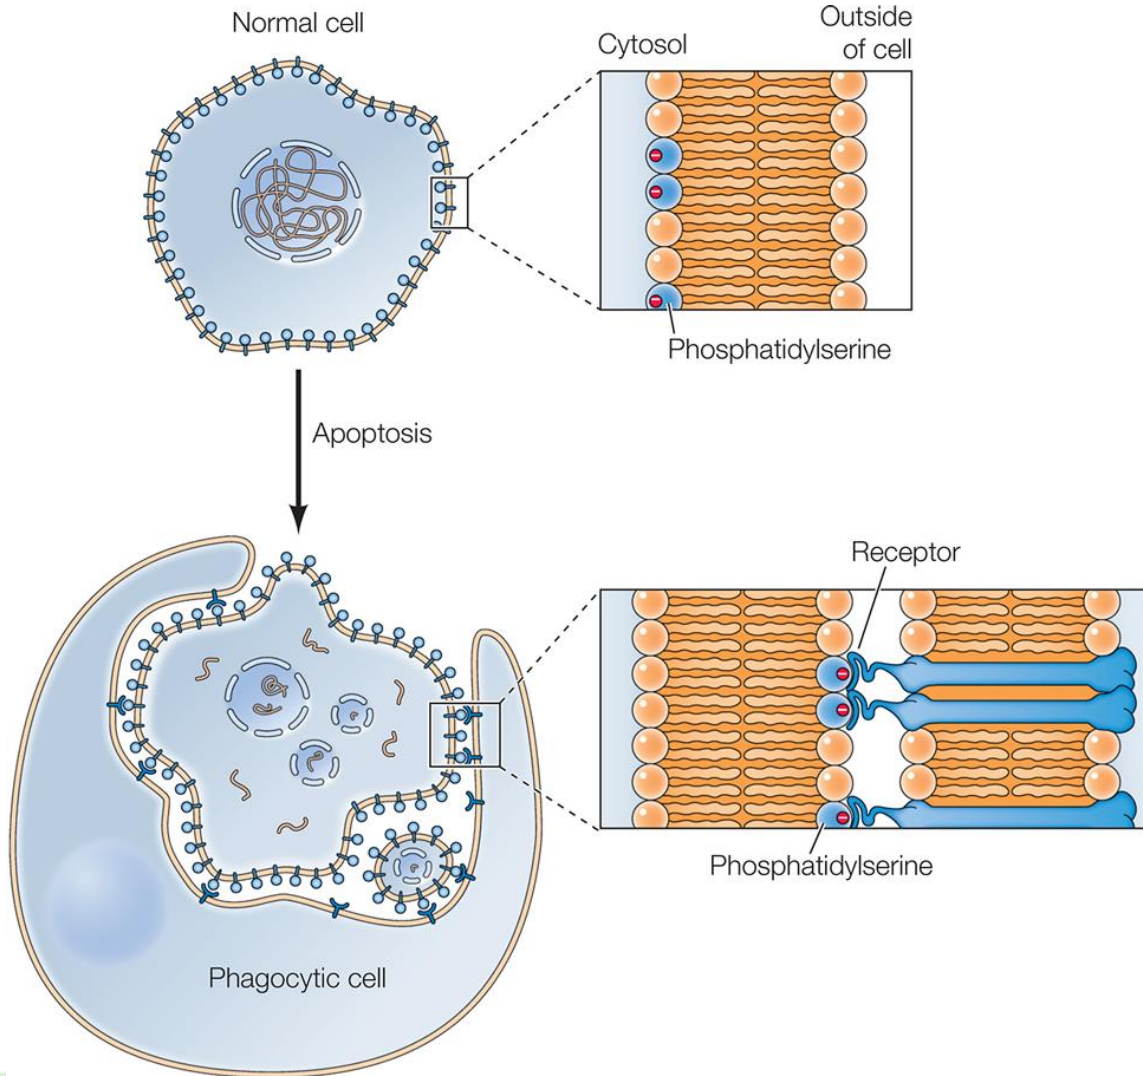 Normal cell
Cytosol
Outside
of cell
Phosphatidylserine
Apoptosis
Receptor
Phosphatidylserine
Phagocytic cell